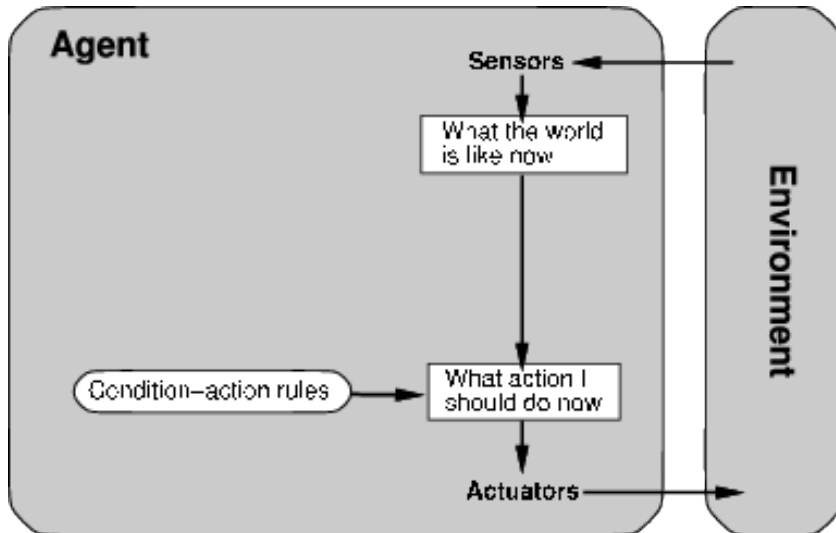 Agent
Sensors
What the world
is like now
Environment
Condition–action rules
What action I
should do now
Actuators